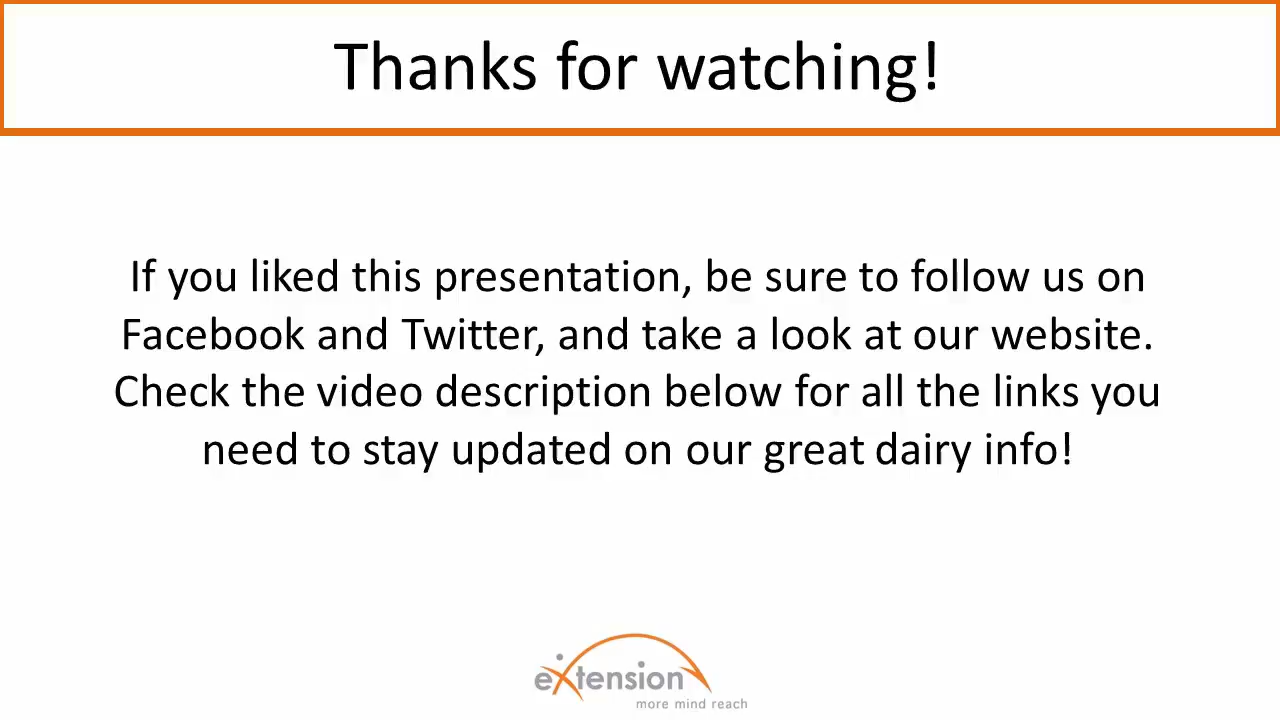 Thanks for watching!
If you liked this presentation, be sure to follow us on
Facebook and Twitter, and take a look at our website.
Check the video description below for all the links you
need to stay updated on our great dairy info!
eXtension
more mind reach